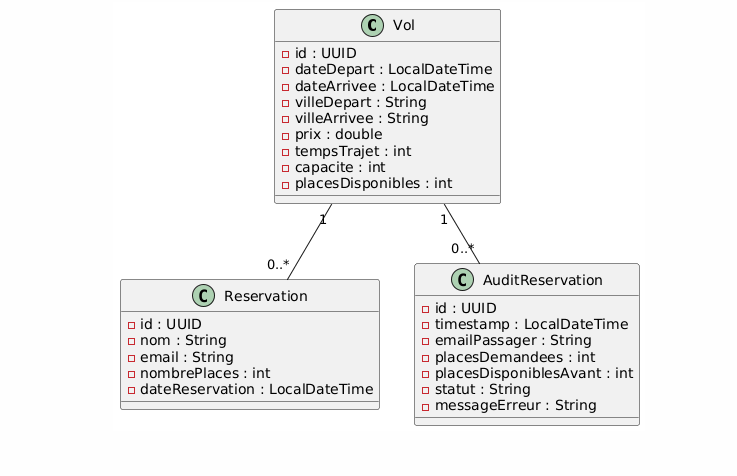 C Vol
id : UUID
dateDepart : LocalDateTime
dateArrivee : LocalDateTime
villeDepart : String
villeArrivee : String
prix : double
tempsTrajet : int
capacite : int
placesDisponibles : int
1
1
0..*
0..*
C Reservation
id : UUID
nom : String
email : String
nombrePlaces : int
dateReservation : LocalDateTime
C AuditReservation
id : UUID
timestamp : LocalDateTime
emailPassager : String
placesDemandees : int
placesDisponiblesAvant : int
statut : String
messageErreur : String